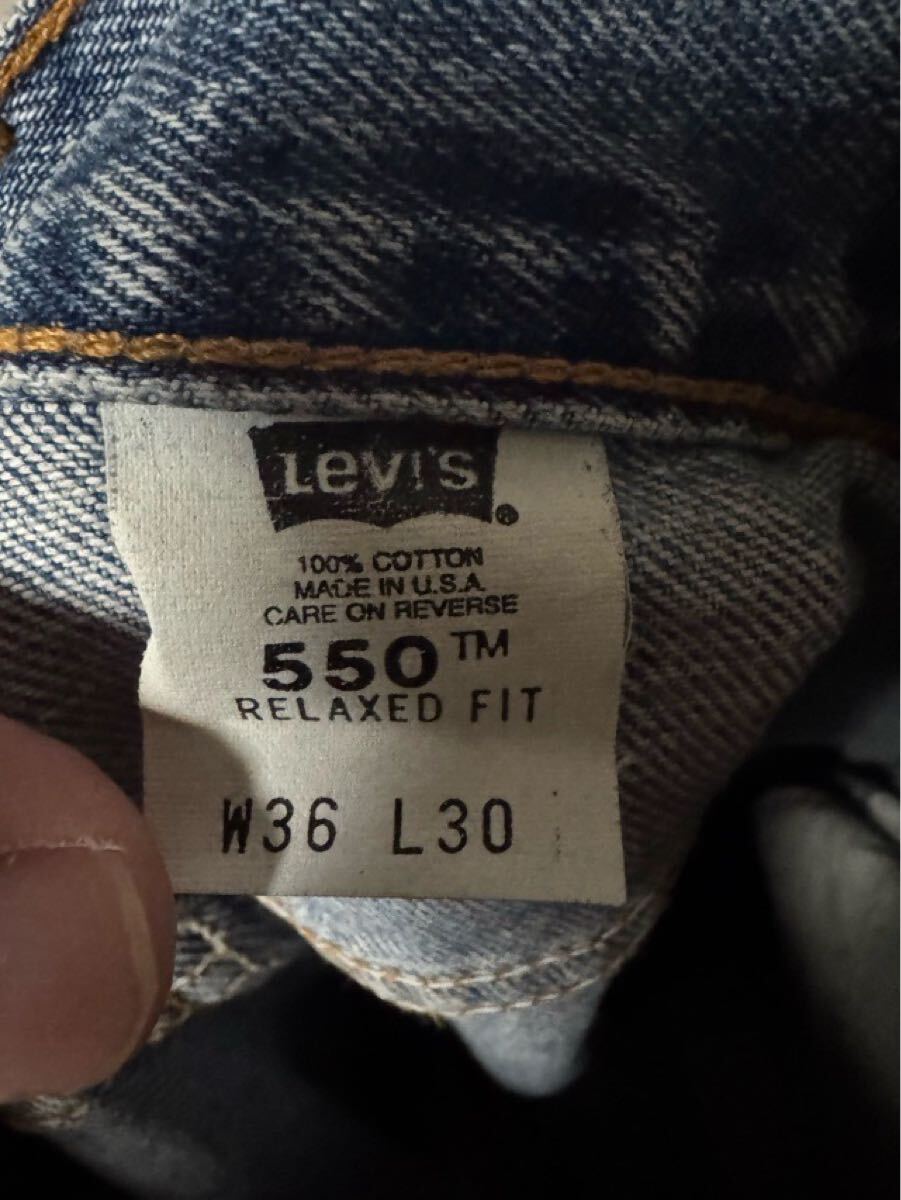 Levi's®
100% COTTON
MADE IN U.S.A.
CARE ON REVERSE
550™
RELAXED FIT
W36 L30